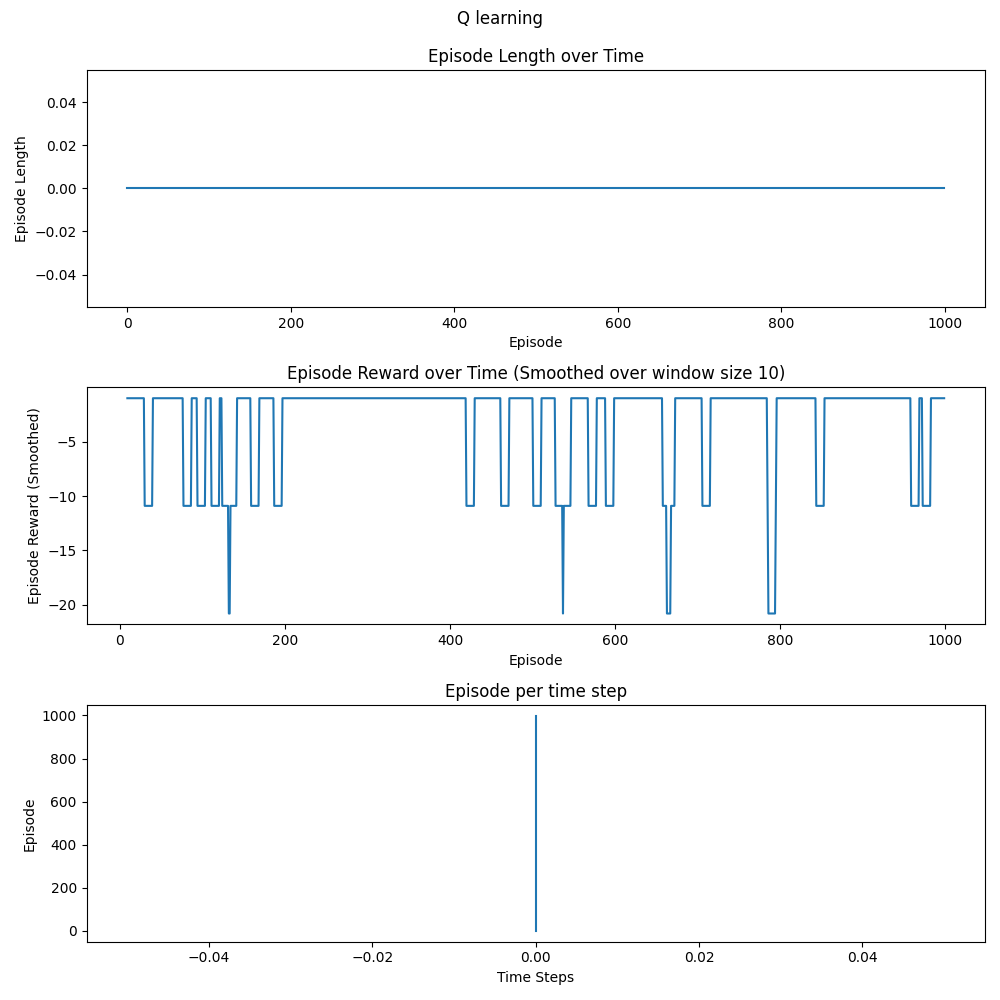 Q learning
Episode Length over Time
0.04
0.02
0.00
−0.02
−0.04
Episode Length
0 200 400 600 800 1000
Episode
Episode Reward over Time (Smoothed over window size 10)
−5
−10
−15
−20
Episode Reward (Smoothed)
0 200 400 600 800 1000
Episode
Episode per time step
1000
800
600
400
200
0
Episode
−0.04 −0.02 0.00 0.02 0.04
Time Steps